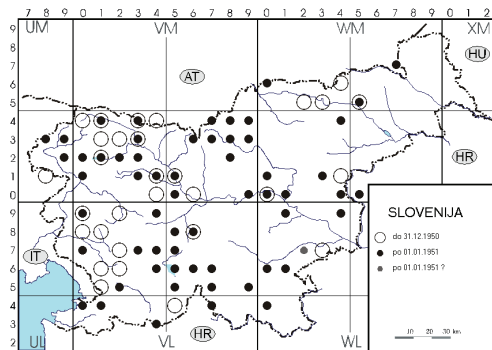 7 8 9 0 1 2 3 4 5 6 7 8 9 0 1 2 3 4 5 6 7 8 9 0 1 2
9 UM VM WM XM
8
7 HU
6 AT
5
4
3
2 HR
1
0
9 SLOVENIJA
8 do 31.12.1950
7 IT po 01.01.1951
6 po 01.01.1951 ?
5
4
3 0 10 20 30 km
2 UL VL HR WL